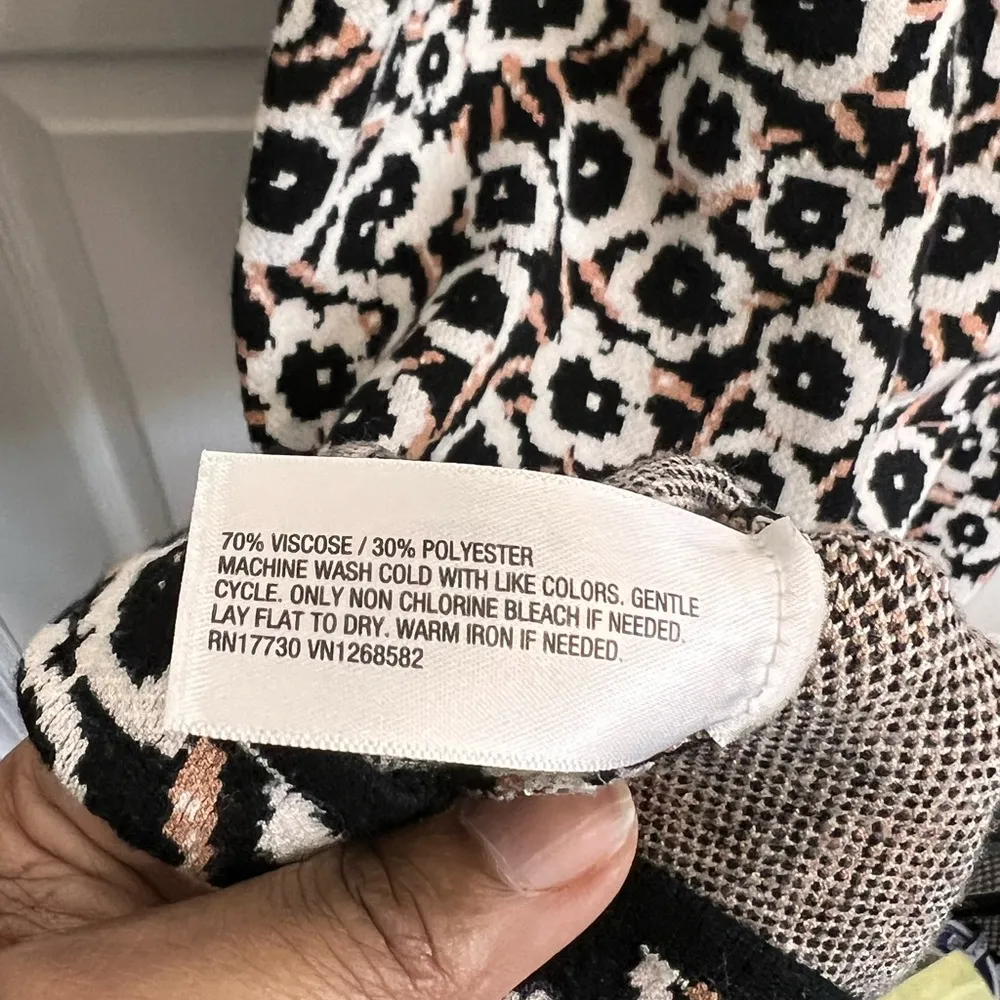 70% VISCOSE / 30% POLYESTER
MACHINE WASH COLD WITH LIKE COLORS. GENTLE
CYCLE. ONLY NON CHLORINE BLEACH IF NEEDED.
LAY FLAT TO DRY. WARM IRON IF NEEDED.
RN17730 VN1268582